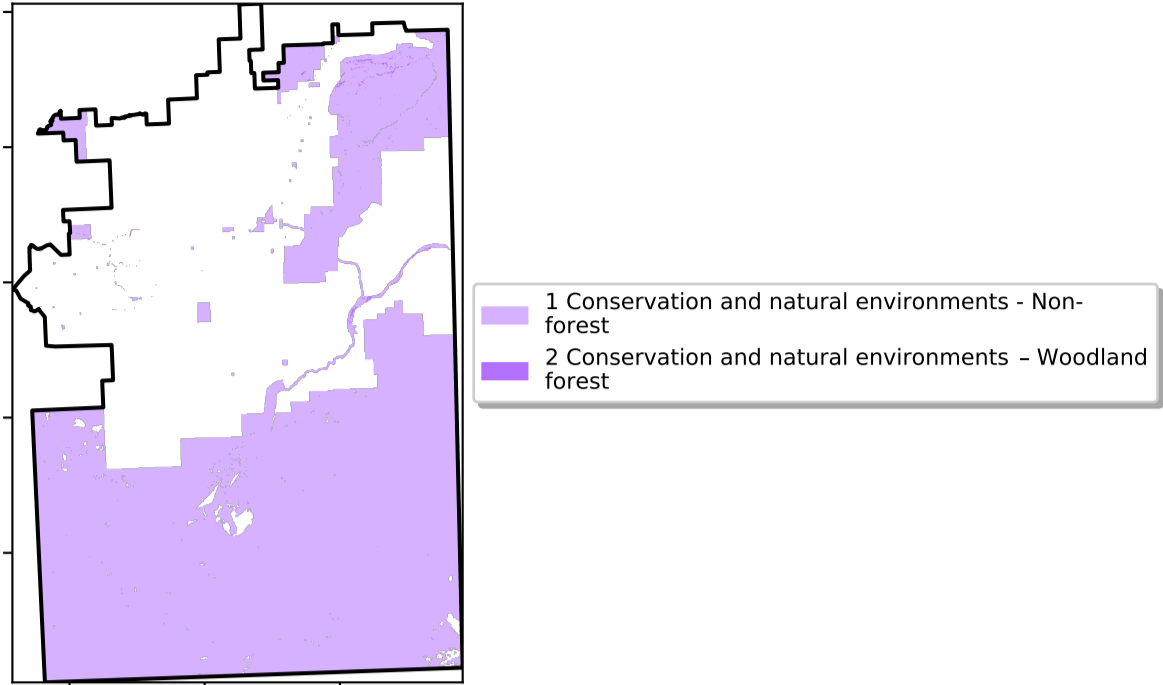 1 Conservation and natural environments - Non-
forest
2 Conservation and natural environments – Woodland
forest